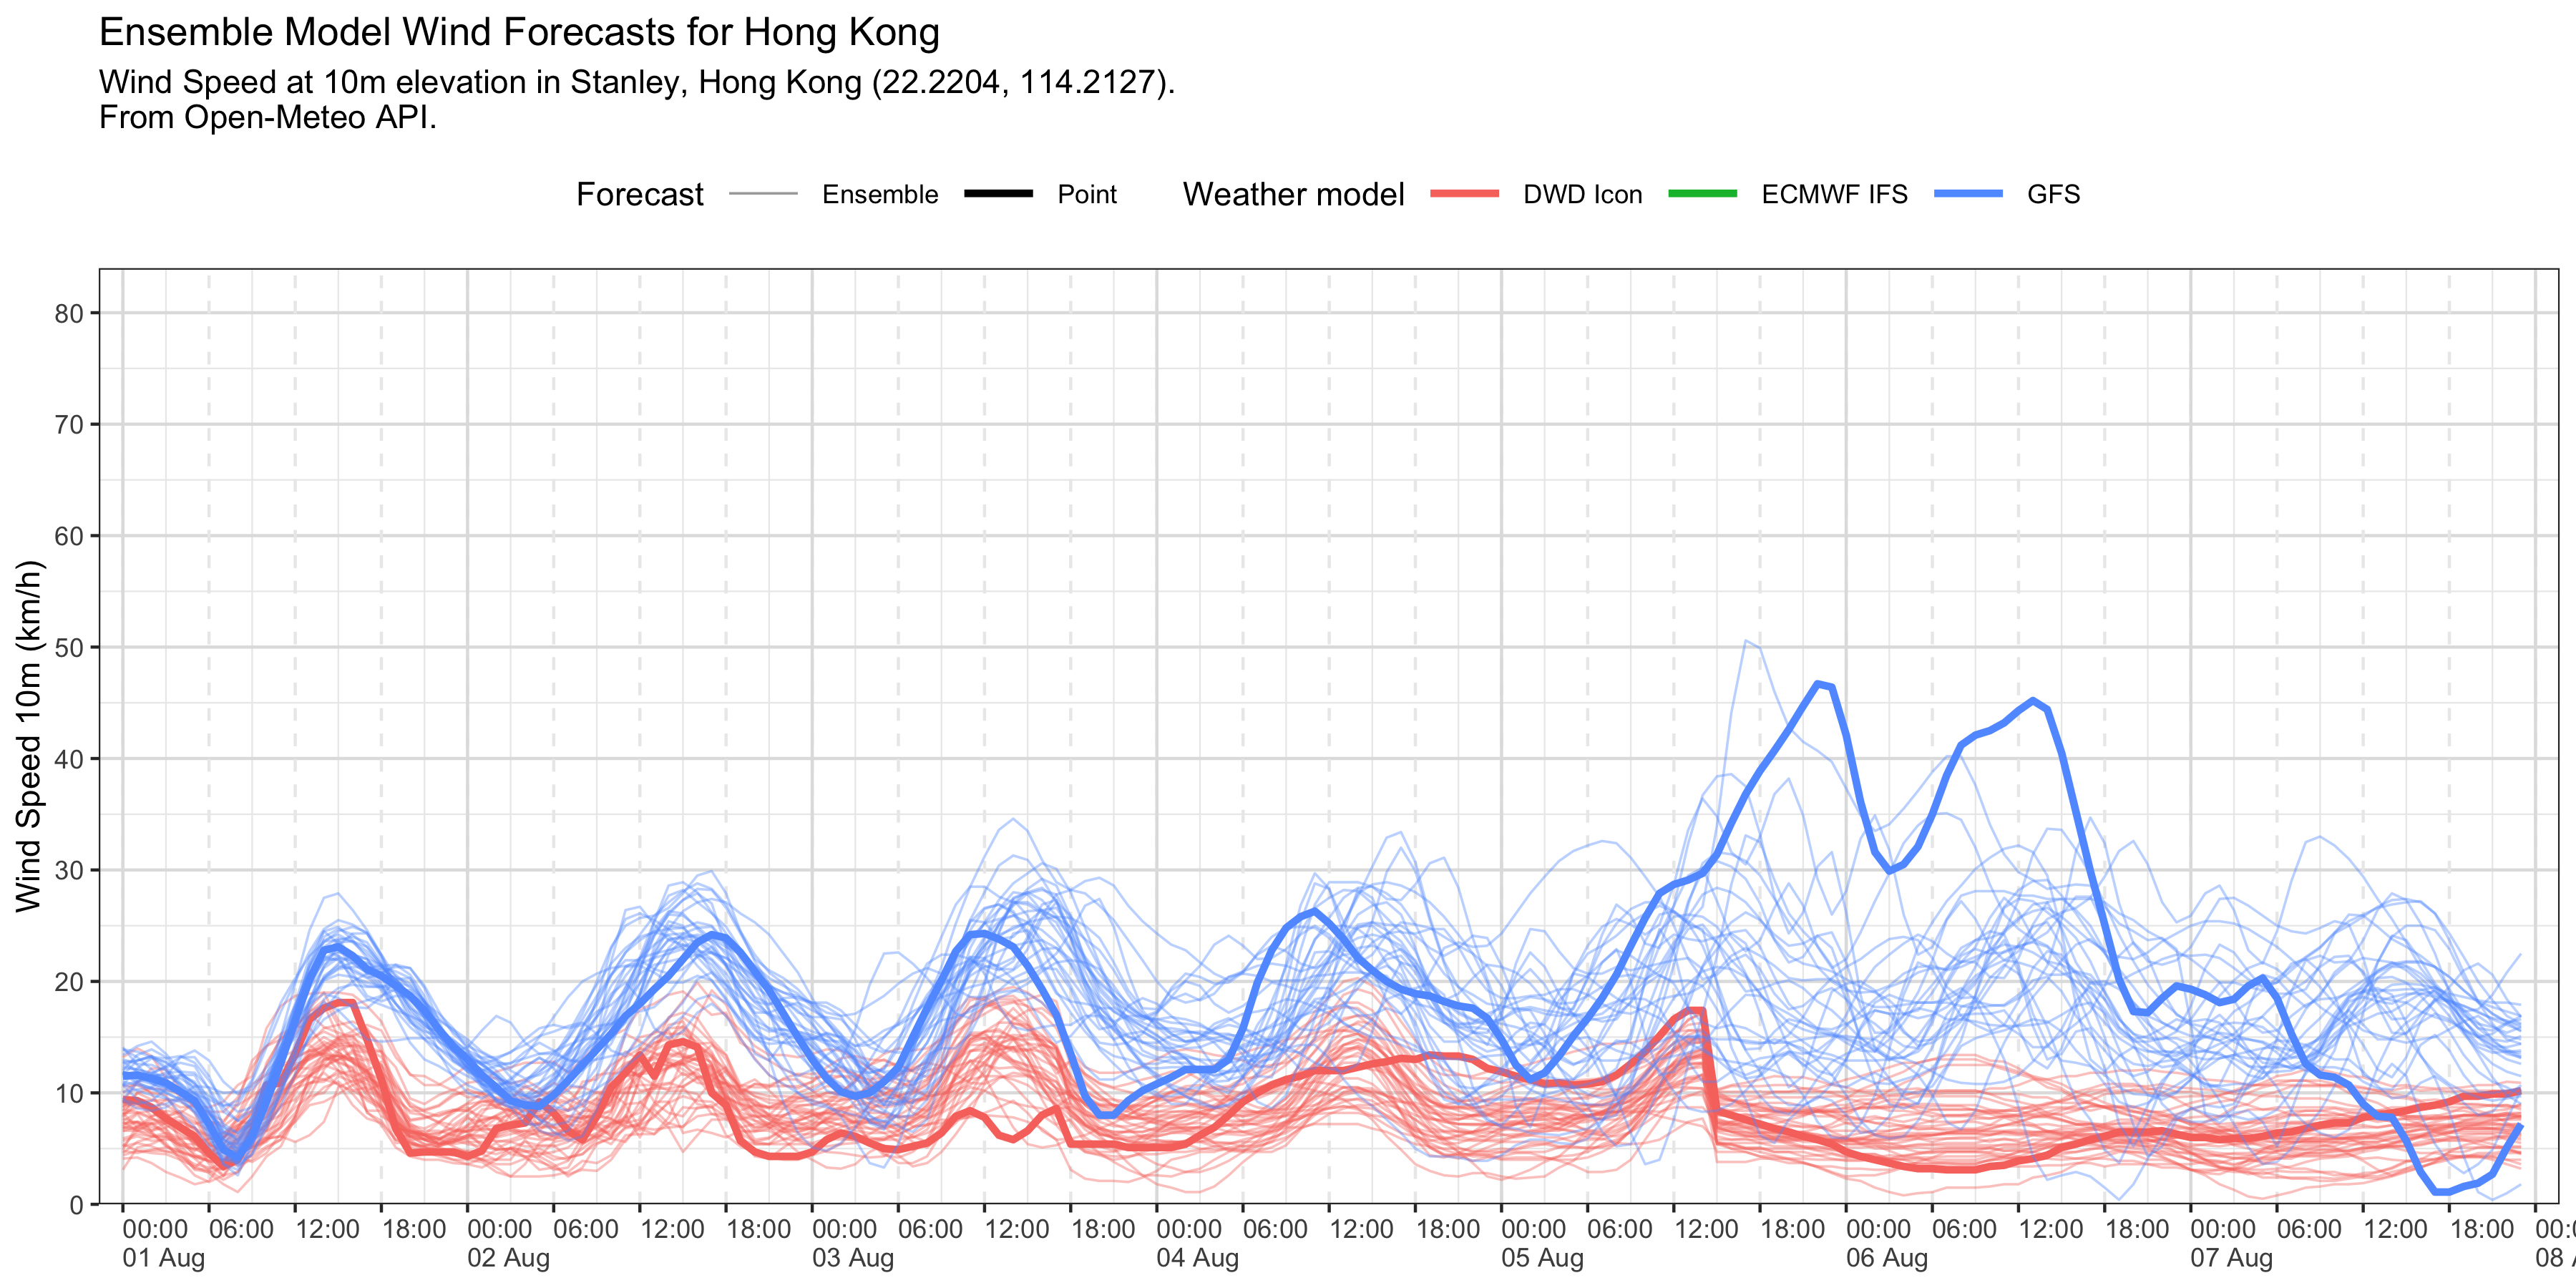 Ensemble Model Wind Forecasts for Hong Kong
Wind Speed at 10m elevation in Stanley, Hong Kong (22.2204, 114.2127).
From Open-Meteo API.
Forecast Ensemble Point Weather model DWD Icon ECMWF IFS GFS
Wind Speed 10m (km/h)
80
70
60
50
40
30
20
10
0
00:00 06:00 12:00 18:00 00:00 06:00 12:00 18:00 00:00 06:00 12:00 18:00 00:00 06:00 12:00 18:00 00:00 06:00 12:00 18:00 00:00 06:00 12:00 18:00 00:00 06:00 12:00 18:00 00:0
01 Aug 02 Aug 03 Aug 04 Aug 05 Aug 06 Aug 07 Aug 08 A